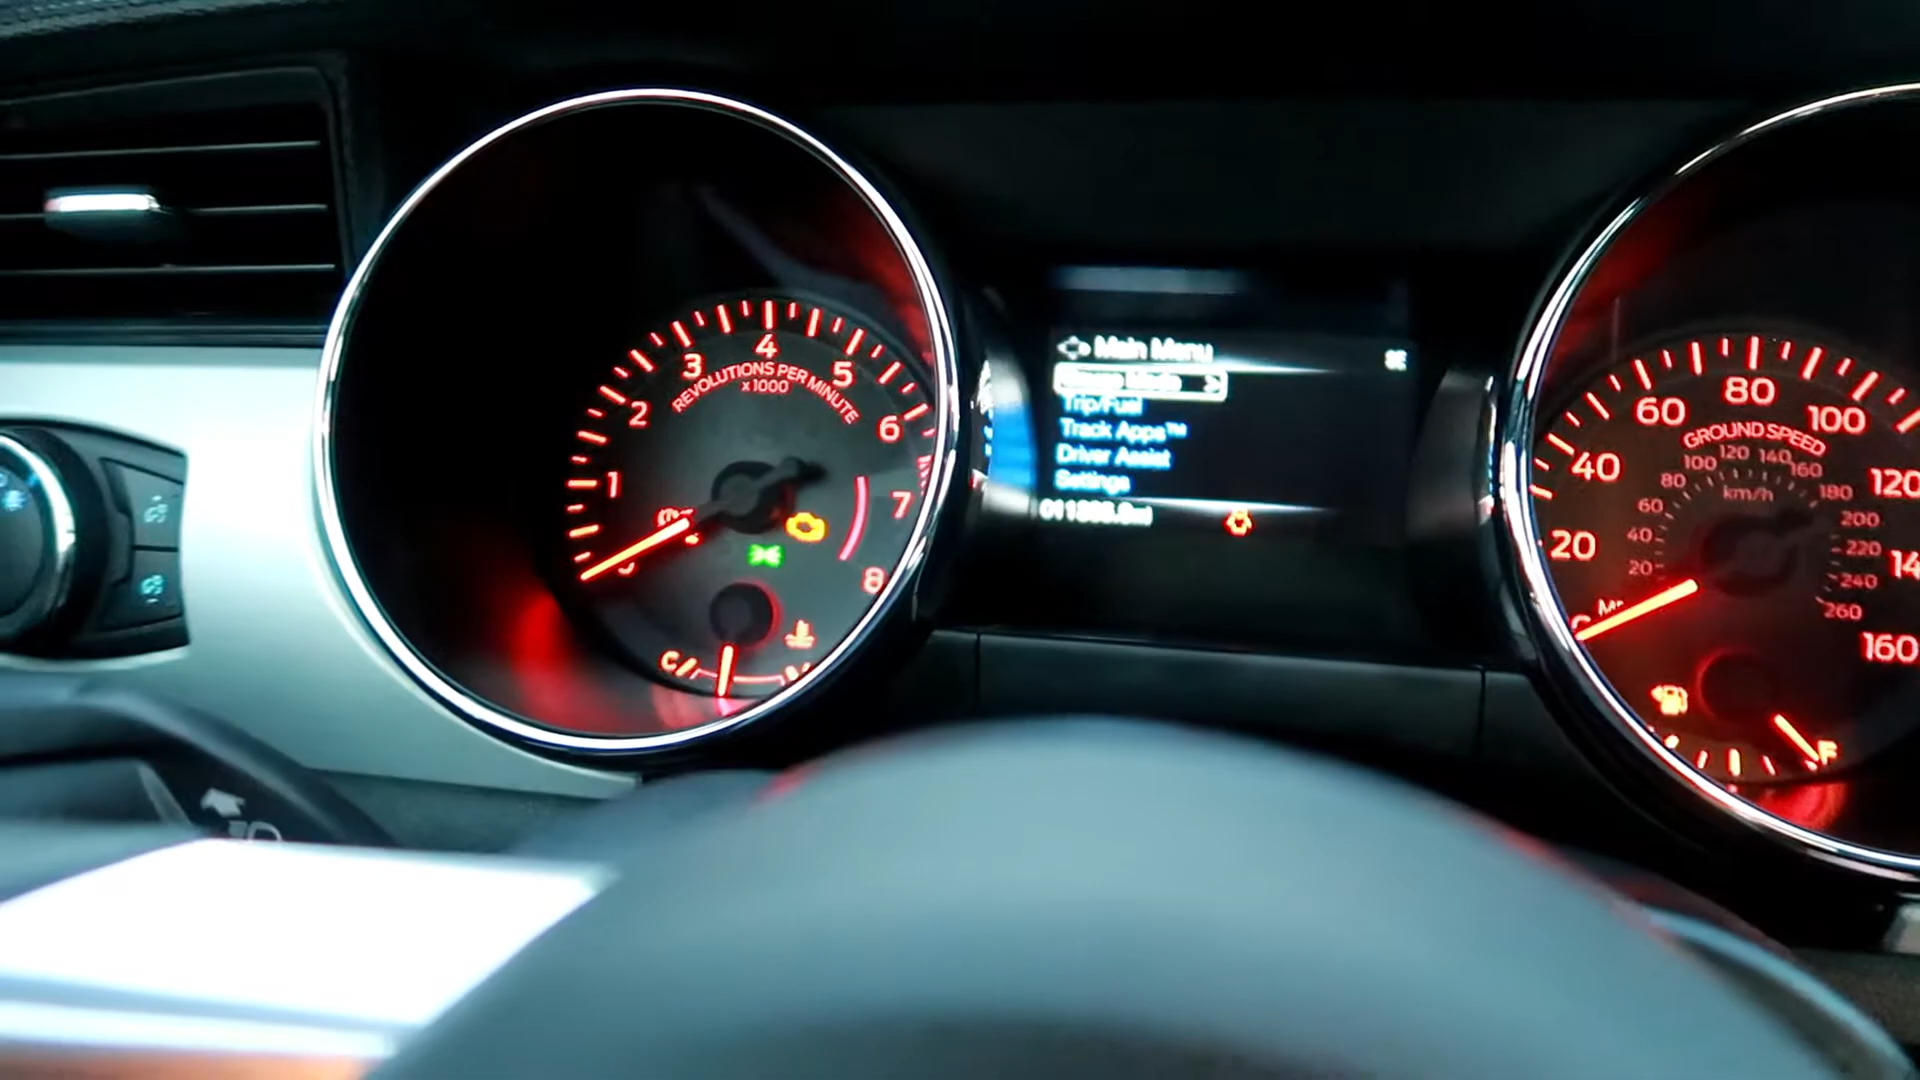 1
2
3
4
5
6
7
8
REVOLUTIONS PER MINUTE
x1000
C
Main Menu
Trip/Fuel
Track Apps™
Driver Assist
Settings
20
40
60
80
100
120
160
GROUND SPEED
20
40
60
80
100
120
140
160
180
200
220
240
260
km/h
F